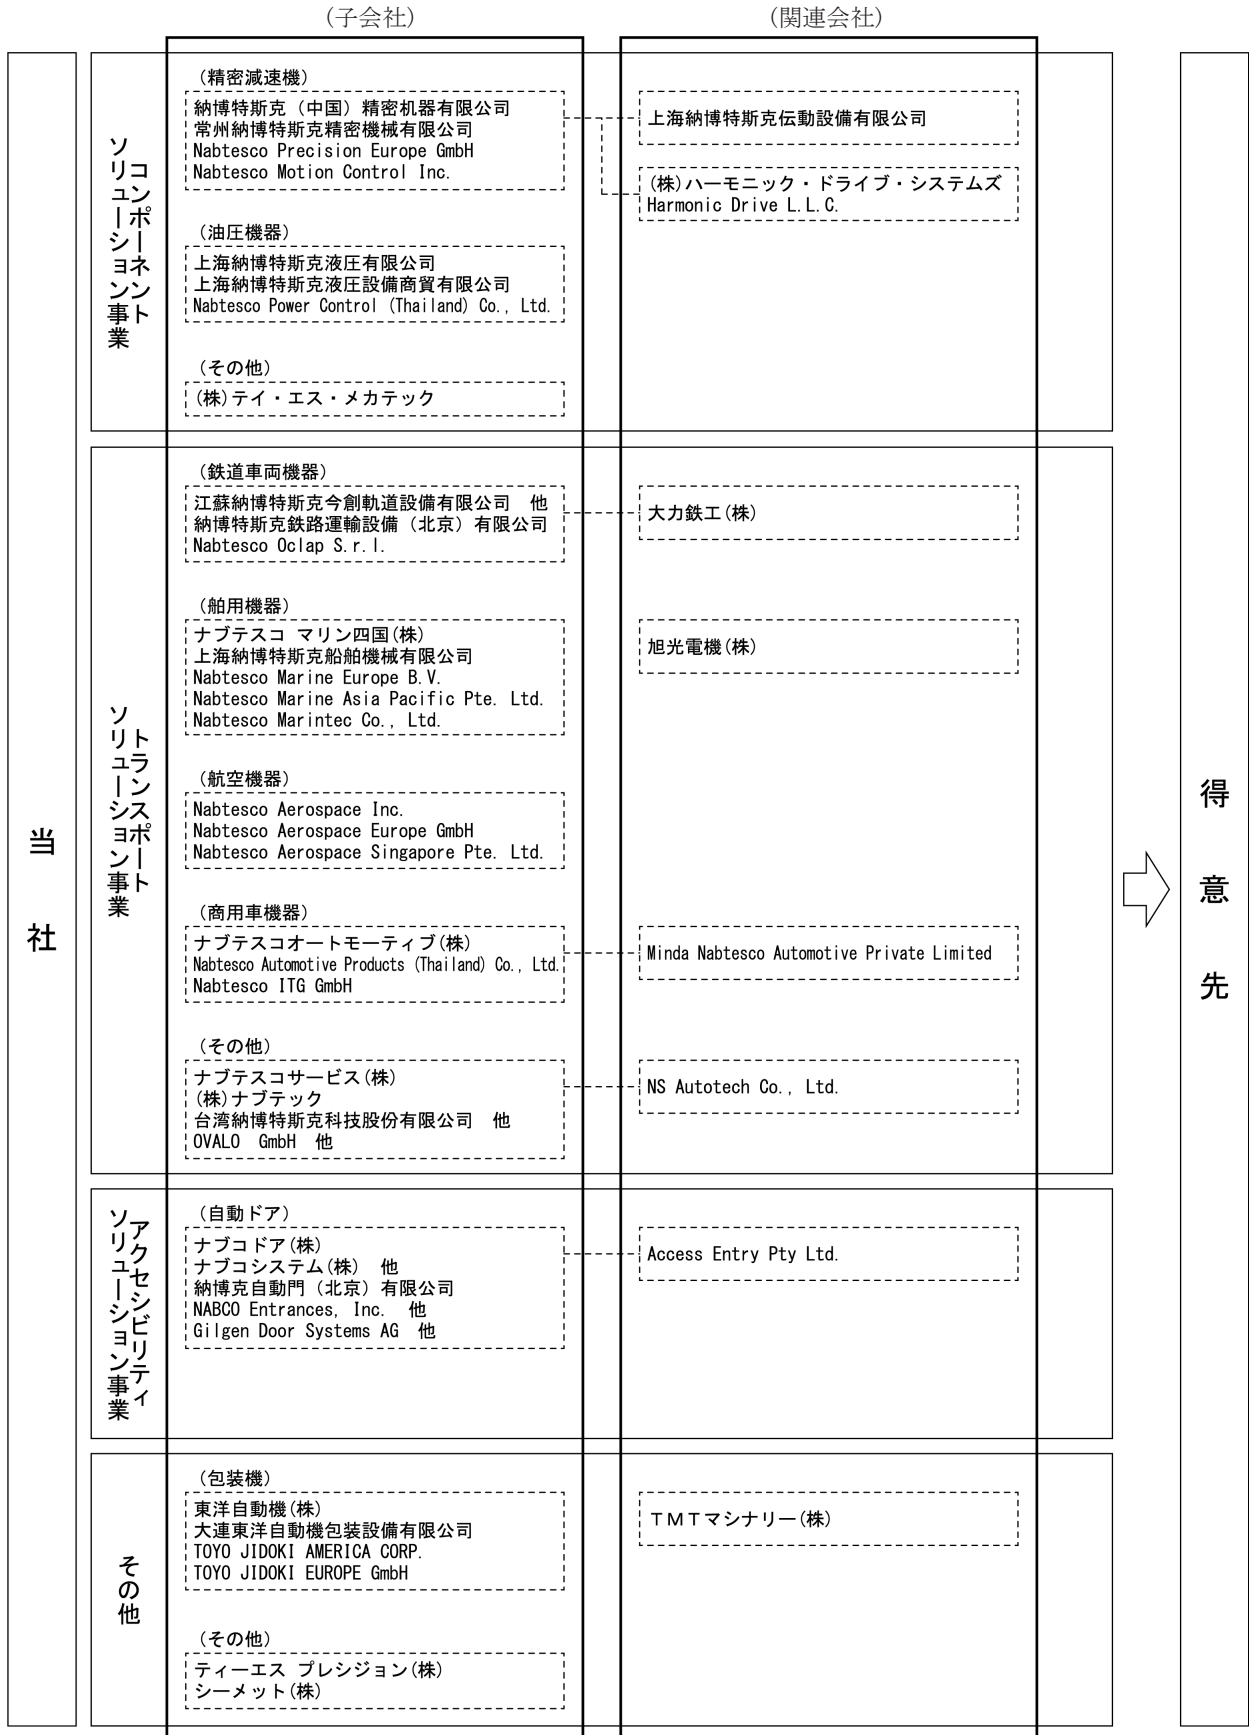 (子会社)
(関連会社)
当社
コンポーネント
ソリューション事業
(精密減速機)
納博特斯克（中国）精密机器有限公司
常州納博特斯克精密機械有限公司
Nabtesco Precision Europe GmbH
Nabtesco Motion Control Inc.
上海納博特斯克伝動設備有限公司
(株)ハーモニック・ドライブ・システムズ
Harmonic Drive L.L.C.
(油圧機器)
上海納博特斯克液圧有限公司
上海納博特斯克液圧設備商貿有限公司
Nabtesco Power Control (Thailand) Co., Ltd.
(その他)
(株)テイ・エス・メカテック
トランスポート
ソリューション事業
(鉄道車両機器)
江蘇納博特斯克今創軌道設備有限公司　他
納博特斯克鉄路運輸設備（北京）有限公司
Nabtesco Oclap S.r.l.
大力鉄工(株)
(舶用機器)
ナブテスコ マリン四国(株)
上海納博特斯克船舶機械有限公司
Nabtesco Marine Europe B.V.
Nabtesco Marine Asia Pacific Pte. Ltd.
Nabtesco Marintec Co., Ltd.
旭光電機(株)
(航空機器)
Nabtesco Aerospace Inc.
Nabtesco Aerospace Europe GmbH
Nabtesco Aerospace Singapore Pte. Ltd.
(商用車機器)
ナブテスコオートモーティブ(株)
Nabtesco Automotive Products (Thailand) Co., Ltd.
Nabtesco ITG GmbH
Minda Nabtesco Automotive Private Limited
(その他)
ナブテスコサービス(株)
(株)ナブテック
台湾納博特斯克科技股份有限公司　他
OVALO　GmbH　他
NS Autotech Co., Ltd.
アクセシビリティ
ソリューション事業
(自動ドア)
ナブコドア(株)
ナブコシステム(株)　他
納博克自動門（北京）有限公司
NABCO Entrances, Inc.　他
Gilgen Door Systems AG　他
Access Entry Pty Ltd.
その他
(包装機)
東洋自動機(株)
大連東洋自動機包装設備有限公司
TOYO JIDOKI AMERICA CORP.
TOYO JIDOKI EUROPE GmbH
ＴＭＴマシナリー(株)
(その他)
ティーエス プレシジョン(株)
シーメット(株)
得意先